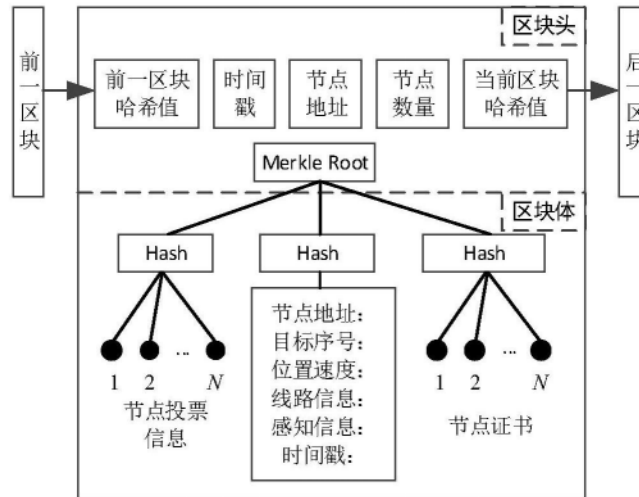 区块头
前一区块
前一区块
哈希值
时间
戳
节点
地址
节点
数量
当前区块
哈希值
后一区块
Merkle Root
区块体
Hash
Hash
Hash
1 2 ... N
节点投票
信息
节点地址：
目标序号：
位置速度：
线路信息：
感知信息：
时间戳：
1 2 ... N
节点证书